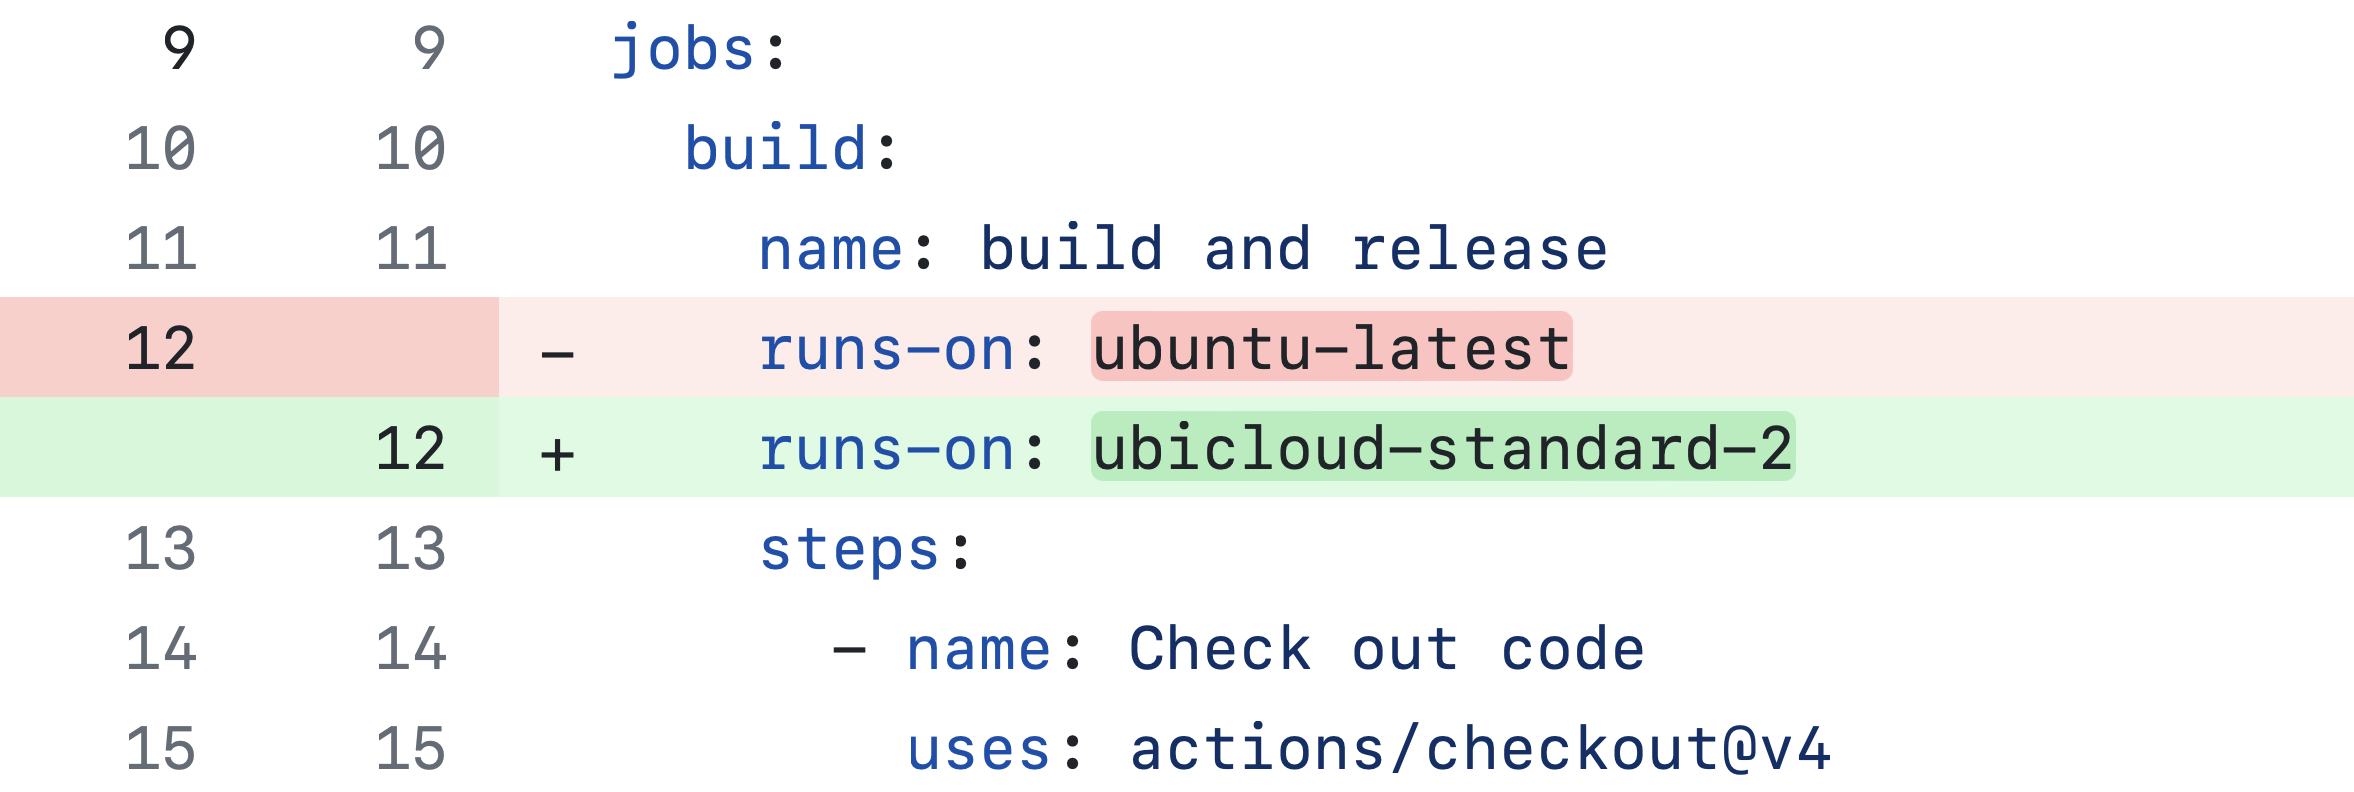 9 9 jobs:
10 10 build:
11 11 name: build and release
12 - runs-on: ubuntu-latest
12 + runs-on: ubicloud-standard-2
13 13 steps:
14 14 - name: Check out code
15 15 uses: actions/checkout@v4